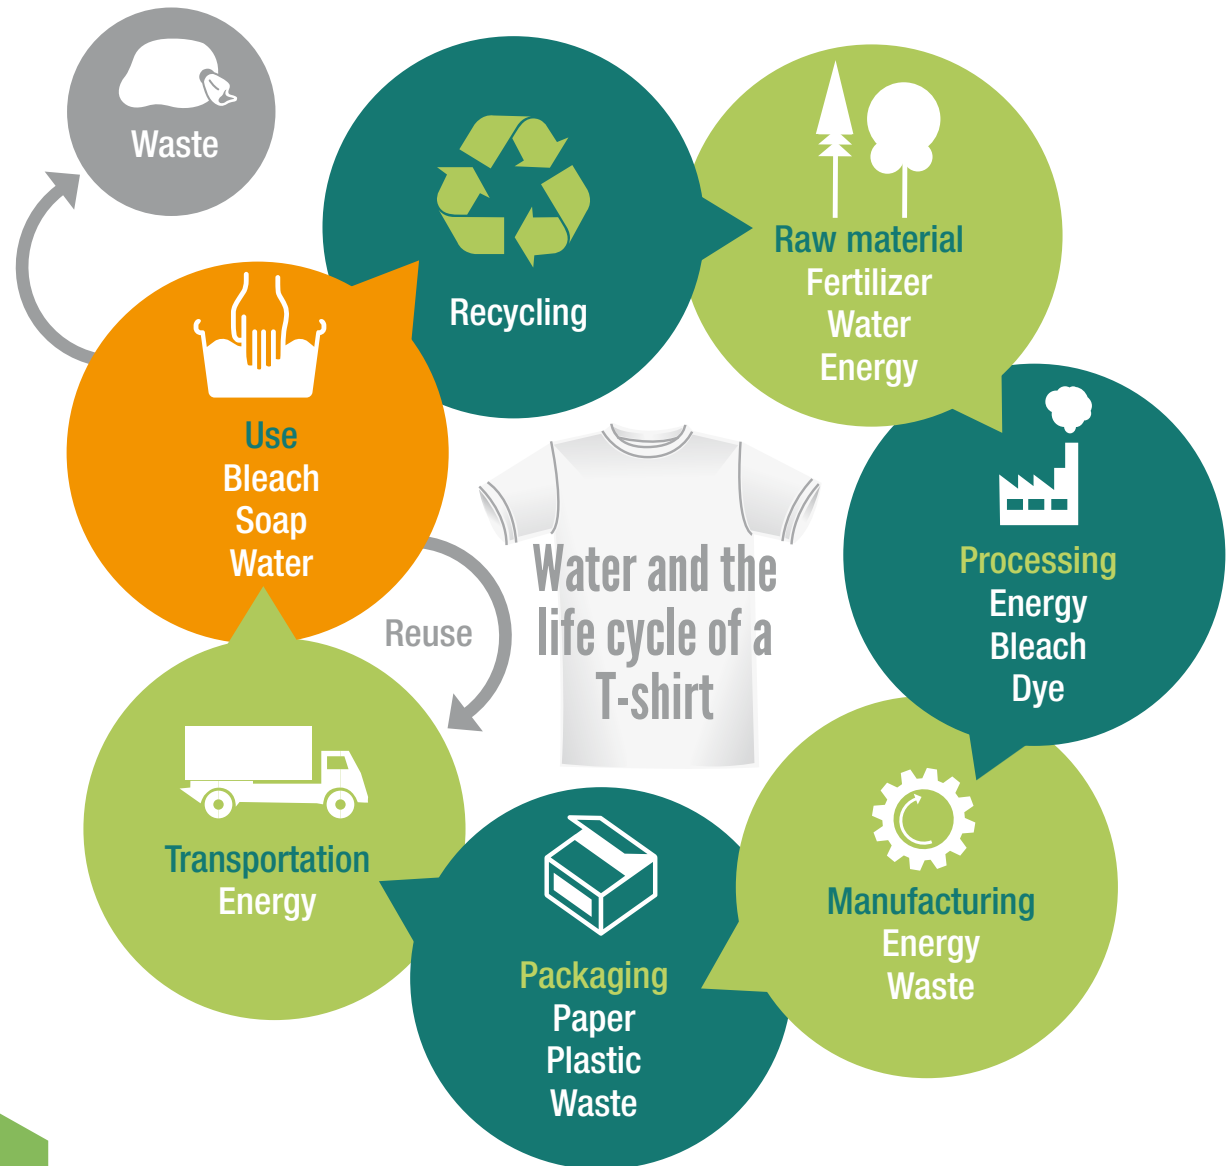 Waste
Recycling
Raw material
Fertilizer
Water
Energy
Processing
Energy
Bleach
Dye
Manufacturing
Energy
Waste
Packaging
Paper
Plastic
Waste
Transportation
Energy
Use
Bleach
Soap
Water
Reuse
Water and the
life cycle of a
T-shirt